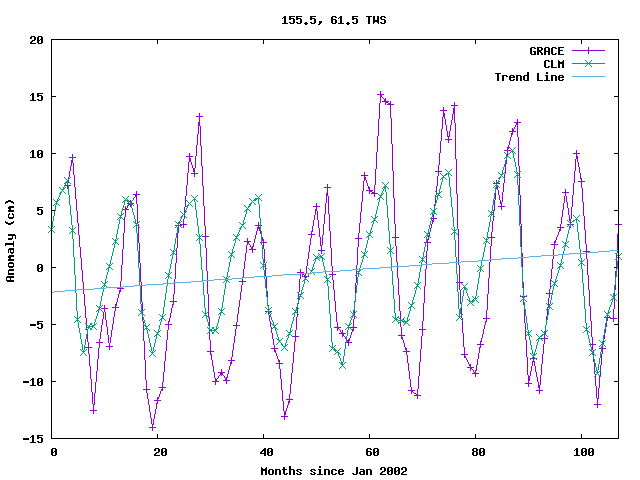 155.5, 61.5 TWS
GRACE
CLM
Trend Line
Anomaly (cm)
20
15
10
5
0
-5
-10
-15
0 20 40 60 80 100
Months since Jan 2002